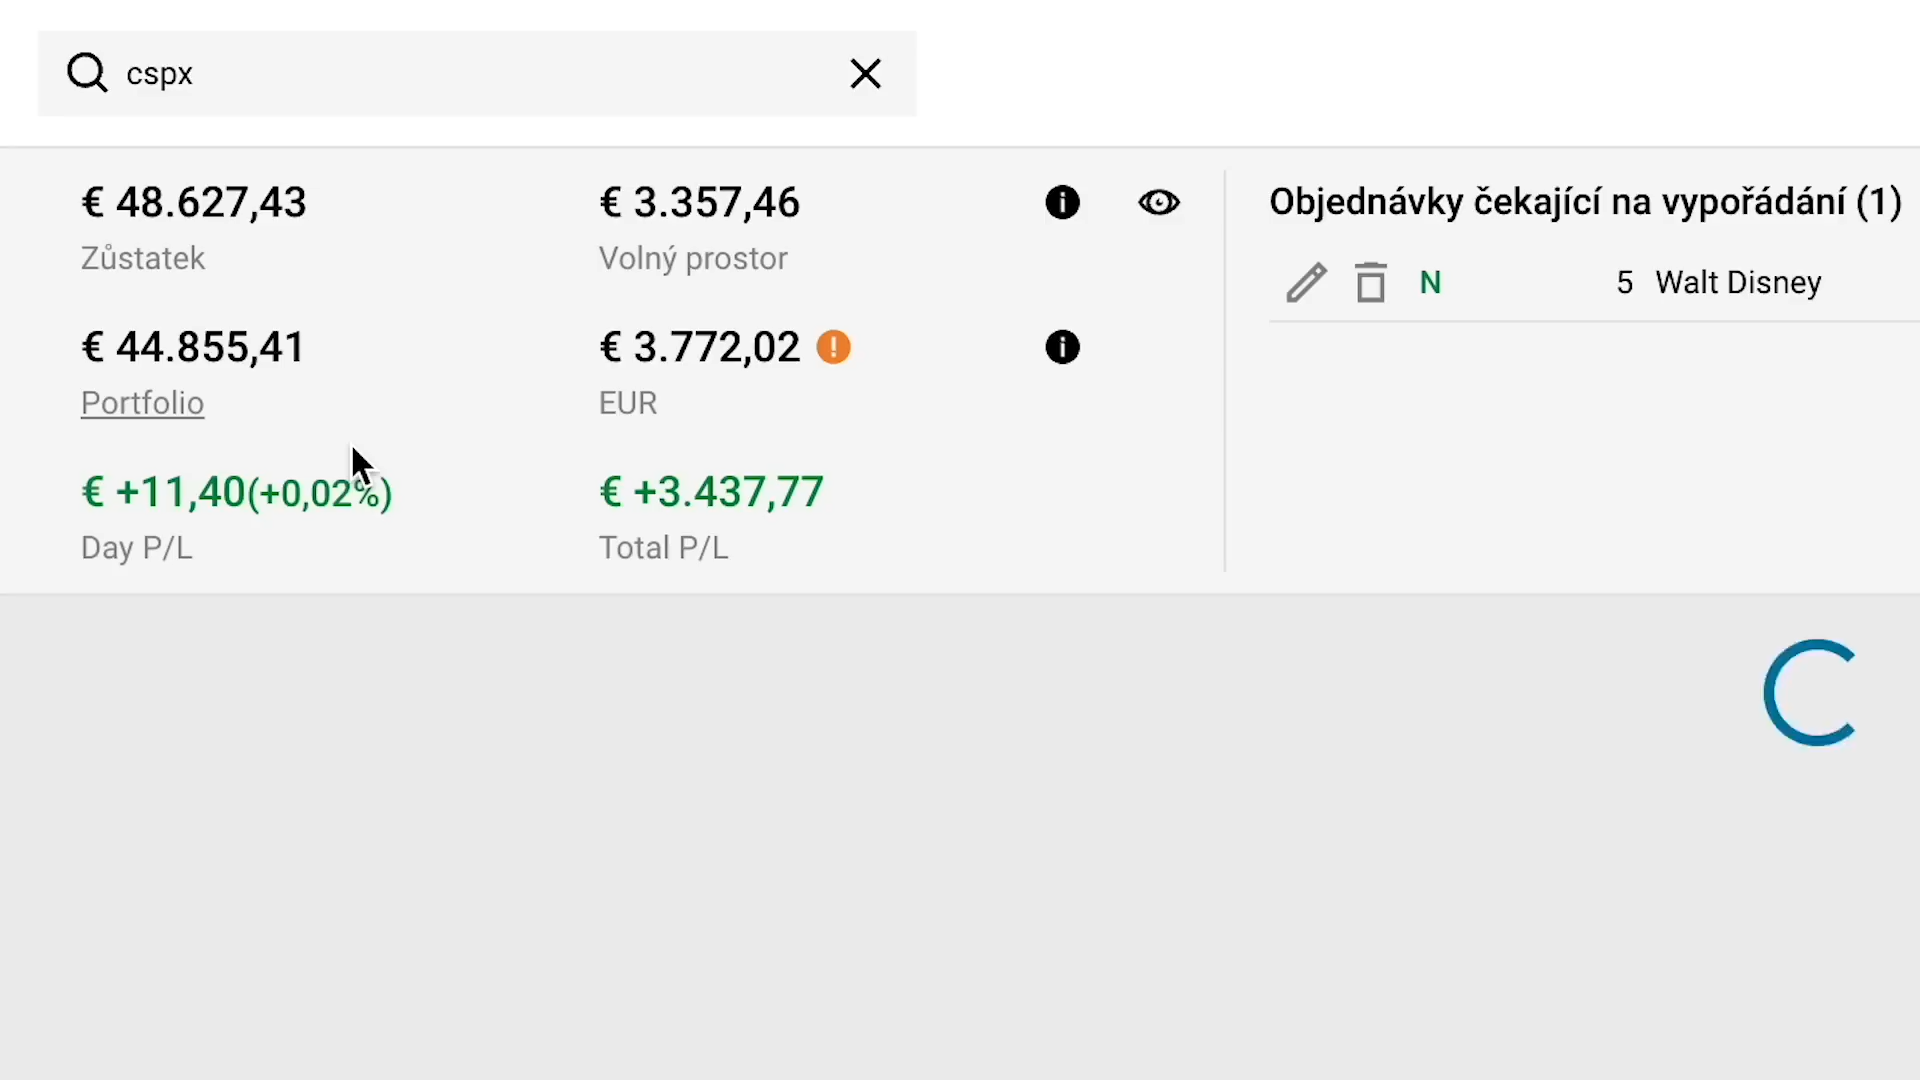 cspx
€ 48.627,43
Zůstatek
€ 3.357,46
Volný prostor
€ 44.855,41
Portfolio
€ 3.772,02
EUR
€ +11,40(+0,02%)
Day P/L
€ +3.437,77
Total P/L
Objednávky čekající na vypořádání (1)
N 5 Walt Disney